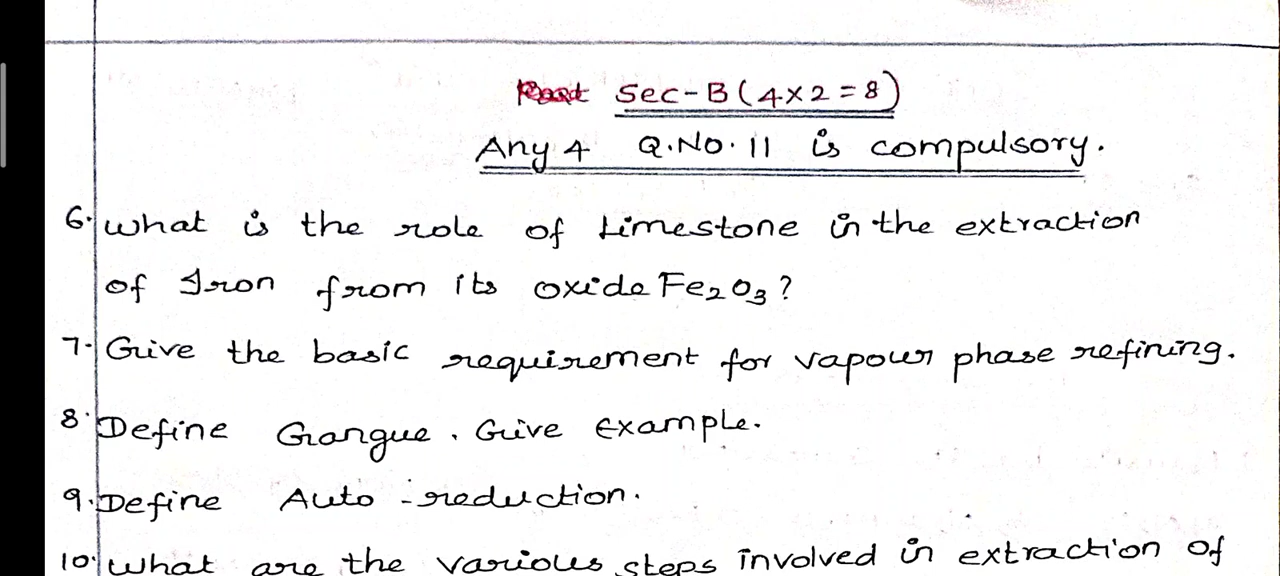 Sec-B (4×2=8)
Any 4 Q.No. 11 is compulsory.
6. What is the role of Limestone in the extraction
of Iron from its oxide Fe₂O₃?
7. Give the basic requirement for vapour phase refining.
8. Define Gangue. Give Example.
9. Define Auto-reduction.
10. What are the various steps involved in extraction of